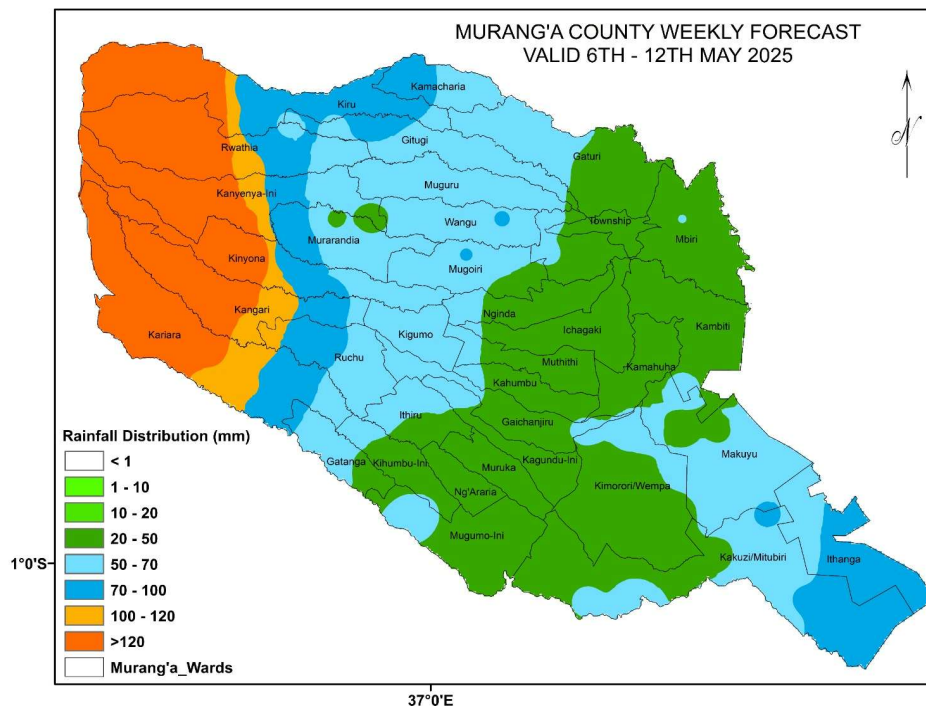 MURANG'A COUNTY WEEKLY FORECAST
VALID 6TH - 12TH MAY 2025
N
Kamacharia
Kiru
Gitugi
Rwathia
Gaturi
Muguru
Kanyenya-Ini
Wangu
Township
Murarandia
Mbiri
Kinyona
Mugoiri
Kangari
Nginda
Kariara
Kigumo
Ichagaki
Kambiti
Ruchu
Muthithi
Kamahuha
Kahumbu
Ithiru
Gaichanjiru
Gatanga
Kihumbu-Ini
Kagundu-Ini
Makuyu
Muruka
Kimorori/Wempa
Ng'Araria
Mugumo-Ini
Kakuzi/Mitubiri
Ithanga
Rainfall Distribution (mm)
< 1
1 - 10
10 - 20
20 - 50
50 - 70
70 - 100
100 - 120
>120
Murang'a_Wards
1°0'S
37°0'E